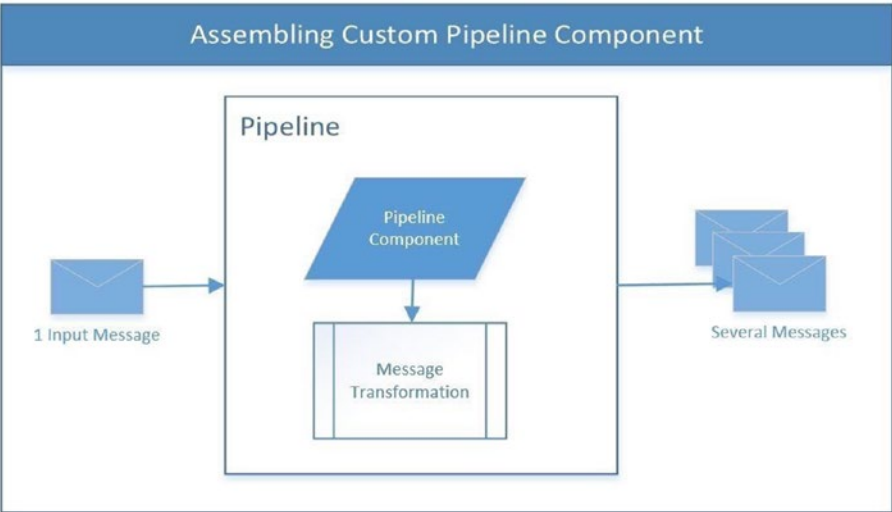 Assembling Custom Pipeline Component
Pipeline
Pipeline
Component
1 Input Message
Message
Transformation
Several Messages